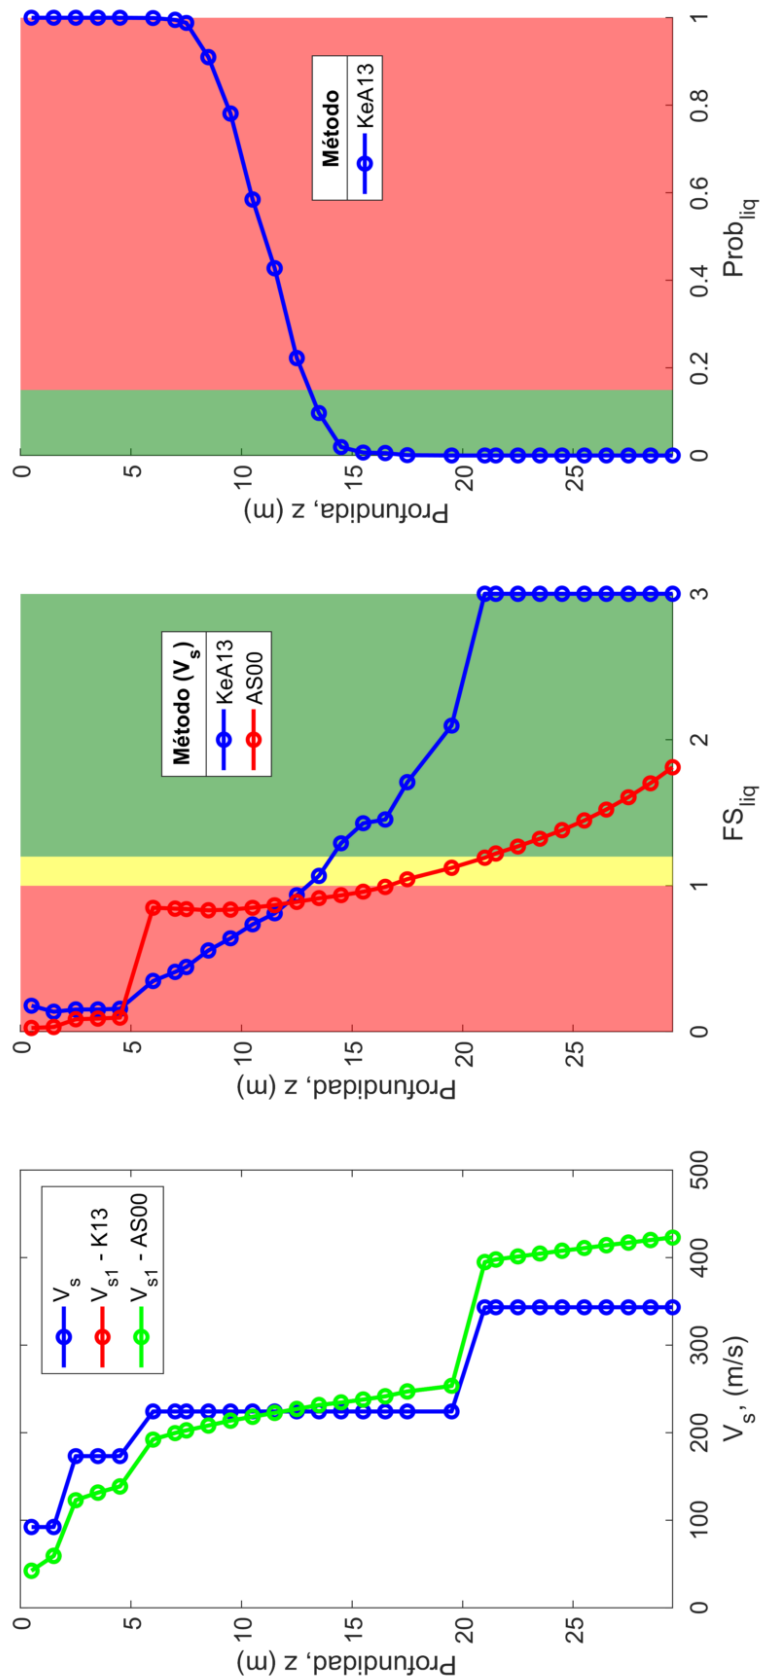 Profundidad, z (m)
0
5
10
15
20
25
0 100 200 300 400 500
V_s, (m/s)
V_s
V_s1 - K13
V_s1 - AS00
Profundidad, z (m)
0
5
10
15
20
25
0 1 2 3
FS_liq
Método (V_s)
KeA13
AS00
Profundida, z (m)
0
5
10
15
20
25
0 0.2 0.4 0.6 0.8 1
Prob_liq
Método
KeA13